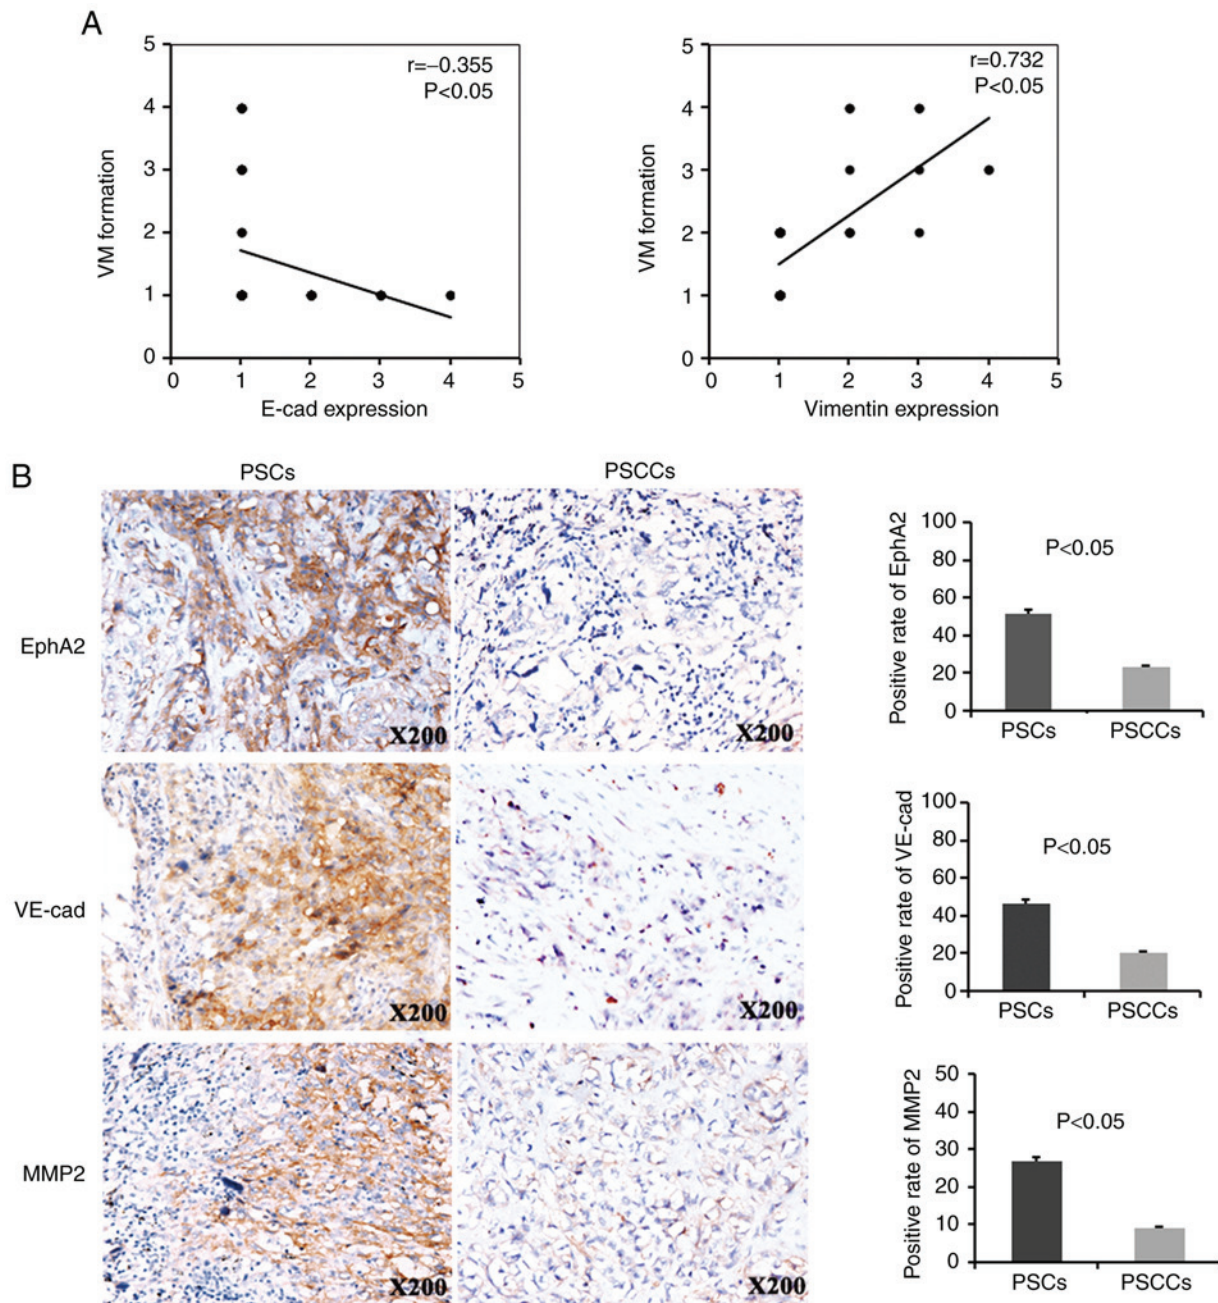 A
r=−0.355
P<0.05
VM formation
5
4
3
2
1
0
0 1 2 3 4 5
E-cad expression
r=0.732
P<0.05
VM formation
5
4
3
2
1
0
0 1 2 3 4 5
Vimentin expression
B
PSCs PSCCs
EphA2
X200 X200
Positive rate of EphA2
100
80
60
40
20
0
P<0.05
PSCs PSCCs
VE-cad
X200 X200
Positive rate of VE-cad
100
80
60
40
20
0
P<0.05
PSCs PSCCs
MMP2
X200 X200
Positive rate of MMP2
50
40
30
20
10
0
P<0.05
PSCs PSCCs